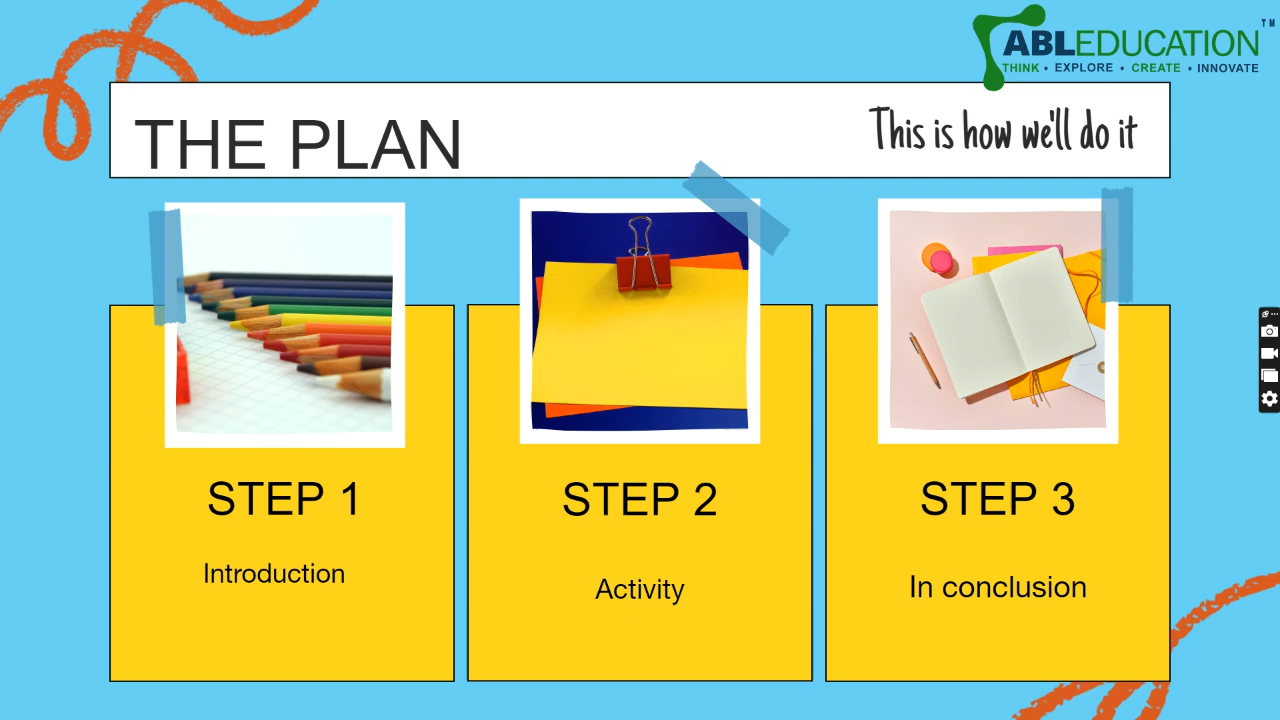 ABLEDUCATION TM
THINK • EXPLORE • CREATE • INNOVATE
THE PLAN
This is how we'll do it
STEP 1
Introduction
STEP 2
Activity
STEP 3
In conclusion